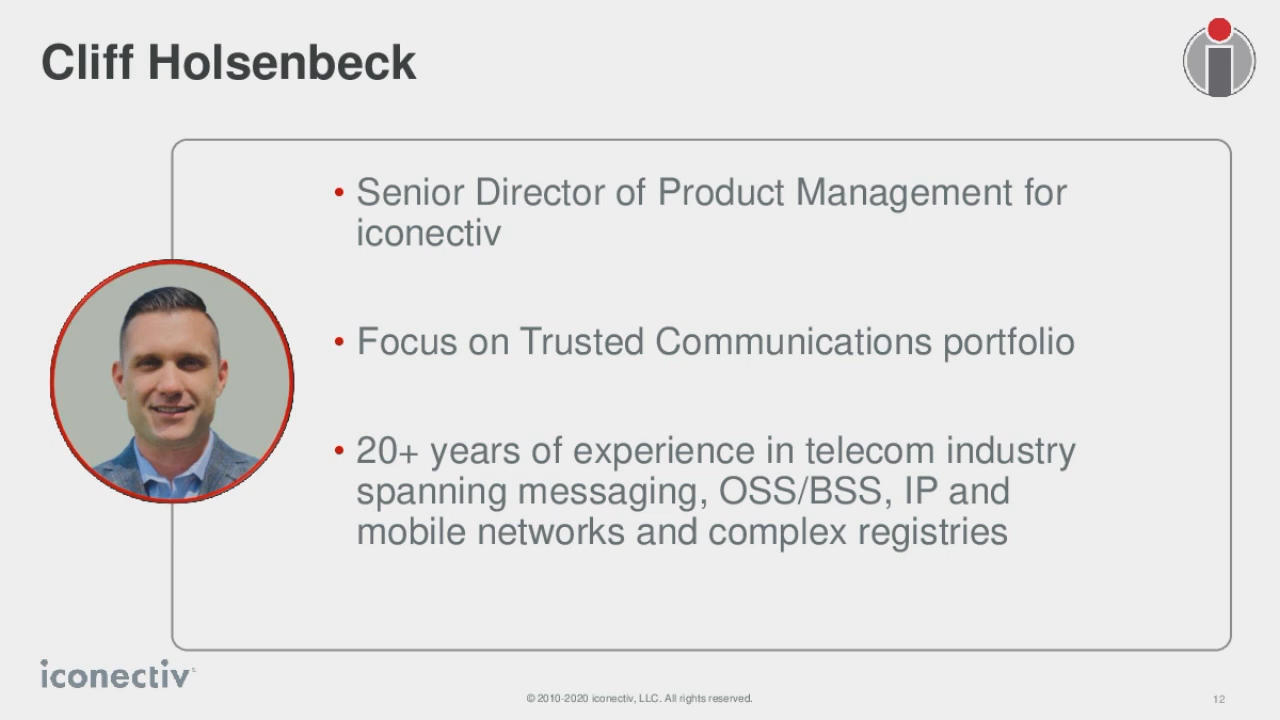 Cliff Holsenbeck
• Senior Director of Product Management for
iconectiv
• Focus on Trusted Communications portfolio
• 20+ years of experience in telecom industry
spanning messaging, OSS/BSS, IP and
mobile networks and complex registries
iconectiv
© 2010-2020 iconectiv, LLC. All rights reserved.
12